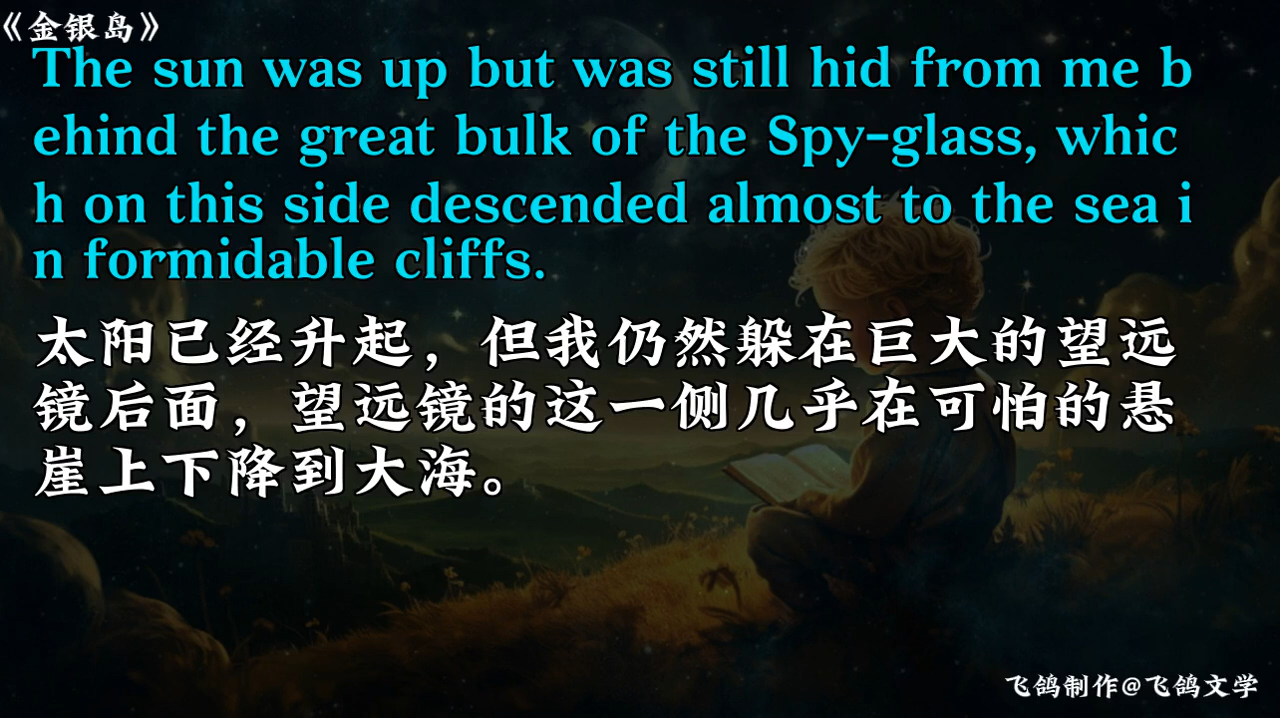 《金银岛》
The sun was up but was still hid from me b
ehind the great bulk of the Spy-glass, whic
h on this side descended almost to the sea i
n formidable cliffs.
太阳已经升起，但我仍然躲在巨大的望远
镜后面，望远镜的这一侧几乎在可怕的悬
崖上下降到大海。
飞鸽制作@飞鸽文学